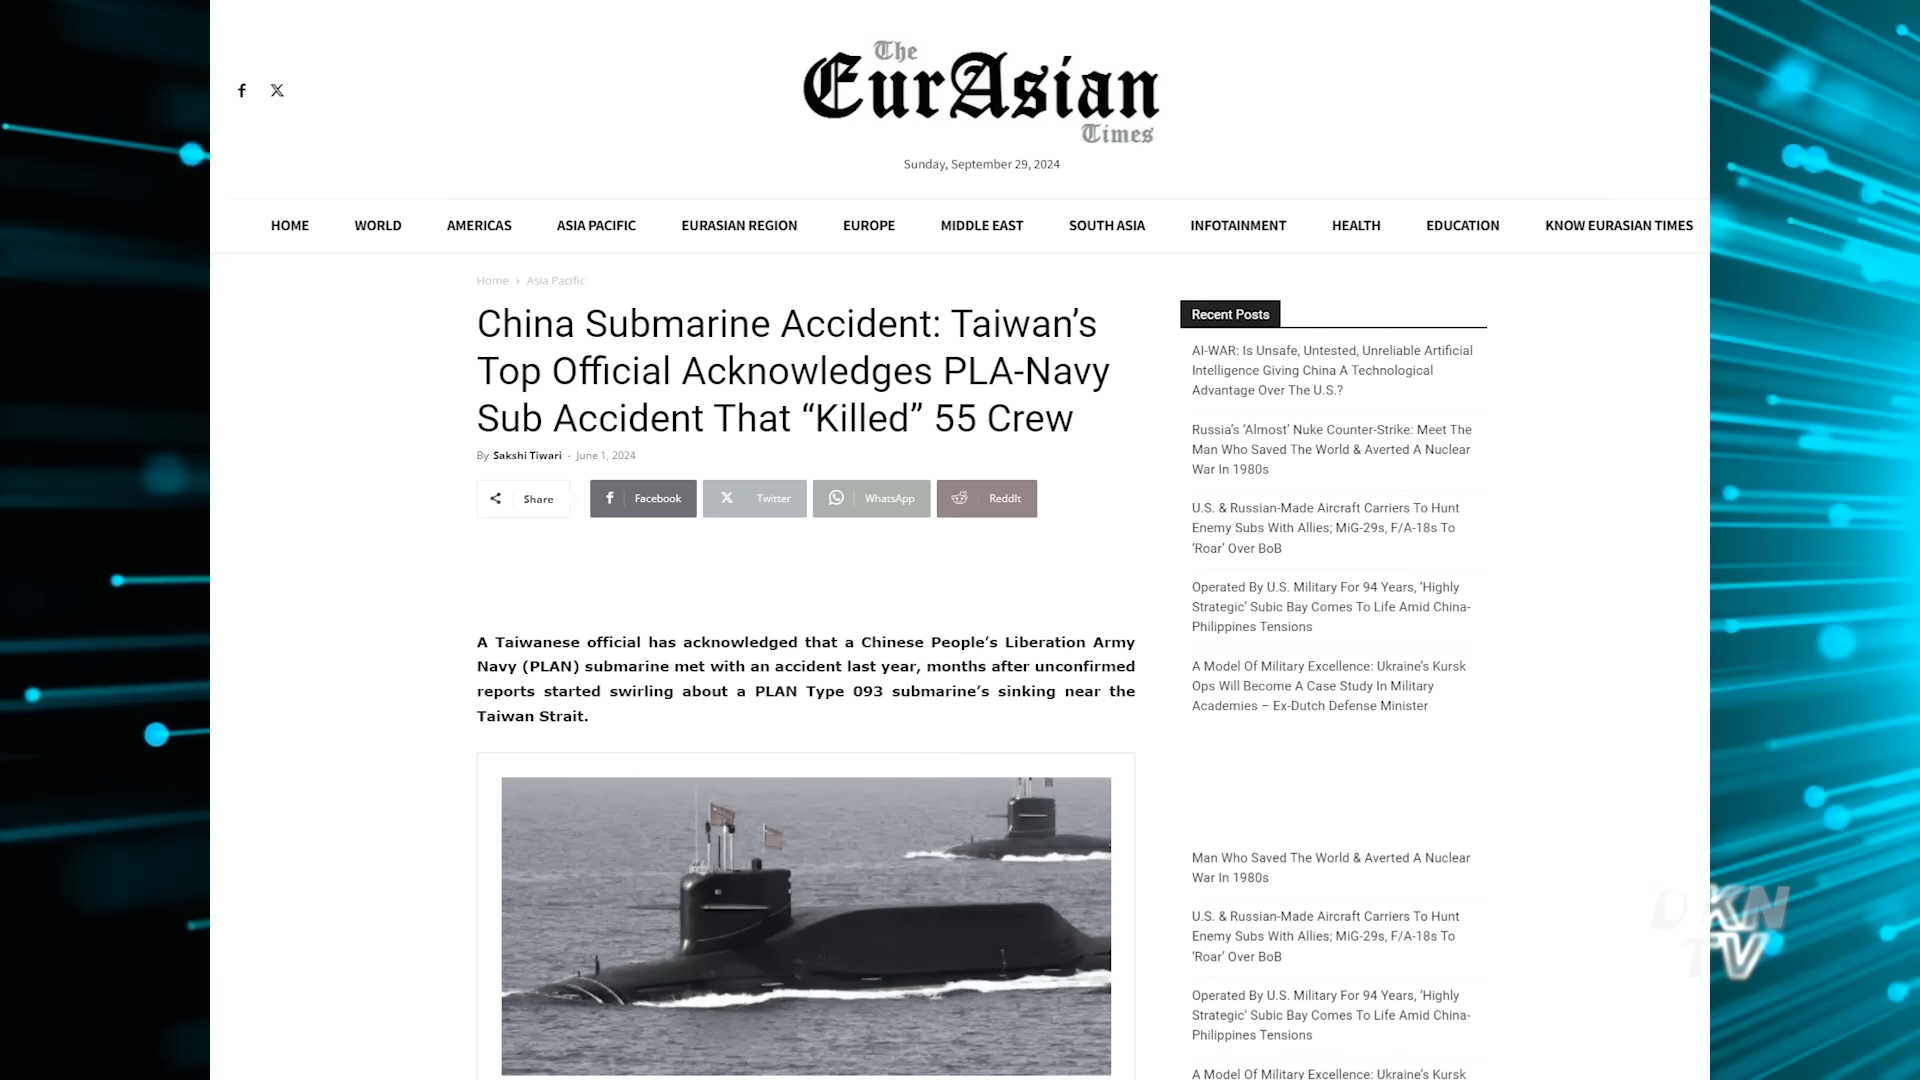 The
EurAsian
Times
Sunday, September 29, 2024
HOME WORLD AMERICAS ASIA PACIFIC EURASIAN REGION EUROPE MIDDLE EAST SOUTH ASIA INFOTAINMENT HEALTH EDUCATION KNOW EURASIAN TIMES
Home › Asia Pacific
China Submarine Accident: Taiwan’s
Top Official Acknowledges PLA-Navy
Sub Accident That “Killed” 55 Crew
By Sakshi Tiwari - June 1, 2024
Share Facebook Twitter WhatsApp ReddIt
A Taiwanese official has acknowledged that a Chinese People’s Liberation Army
Navy (PLAN) submarine met with an accident last year, months after unconfirmed
reports started swirling about a PLAN Type 093 submarine’s sinking near the
Taiwan Strait.
Recent Posts
AI-WAR: Is Unsafe, Untested, Unreliable Artificial
Intelligence Giving China A Technological
Advantage Over The U.S.?
Russia’s ‘Almost’ Nuke Counter-Strike: Meet The
Man Who Saved The World & Averted A Nuclear
War In 1980s
U.S. & Russian-Made Aircraft Carriers To Hunt
Enemy Subs With Allies; MiG-29s, F/A-18s To
‘Roar’ Over BoB
Operated By U.S. Military For 94 Years, ‘Highly
Strategic’ Subic Bay Comes To Life Amid China-
Philippines Tensions
A Model Of Military Excellence: Ukraine’s Kursk
Ops Will Become A Case Study In Military
Academies – Ex-Dutch Defense Minister
Man Who Saved The World & Averted A Nuclear
War In 1980s
U.S. & Russian-Made Aircraft Carriers To Hunt
Enemy Subs With Allies; MiG-29s, F/A-18s To
‘Roar’ Over BoB
Operated By U.S. Military For 94 Years, ‘Highly
Strategic’ Subic Bay Comes To Life Amid China-
Philippines Tensions
A Model Of Military Excellence: Ukraine’s Kursk
DKN
TV